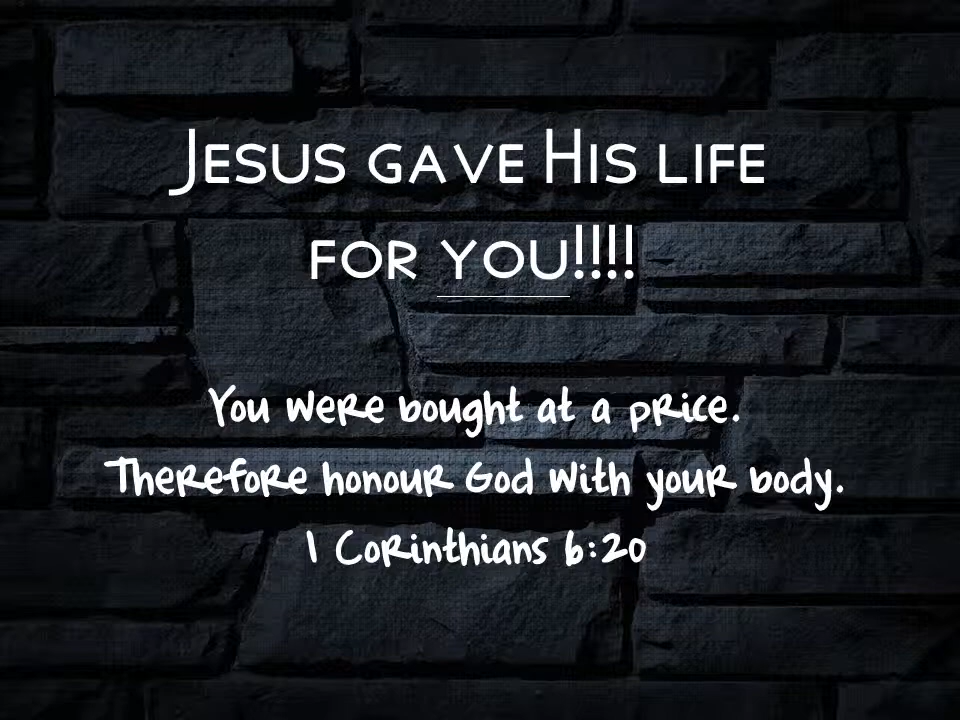 Jesus gave His life
for you!!!!
You were bought at a price.
Therefore honour God with your body.
1 Corinthians 6:20